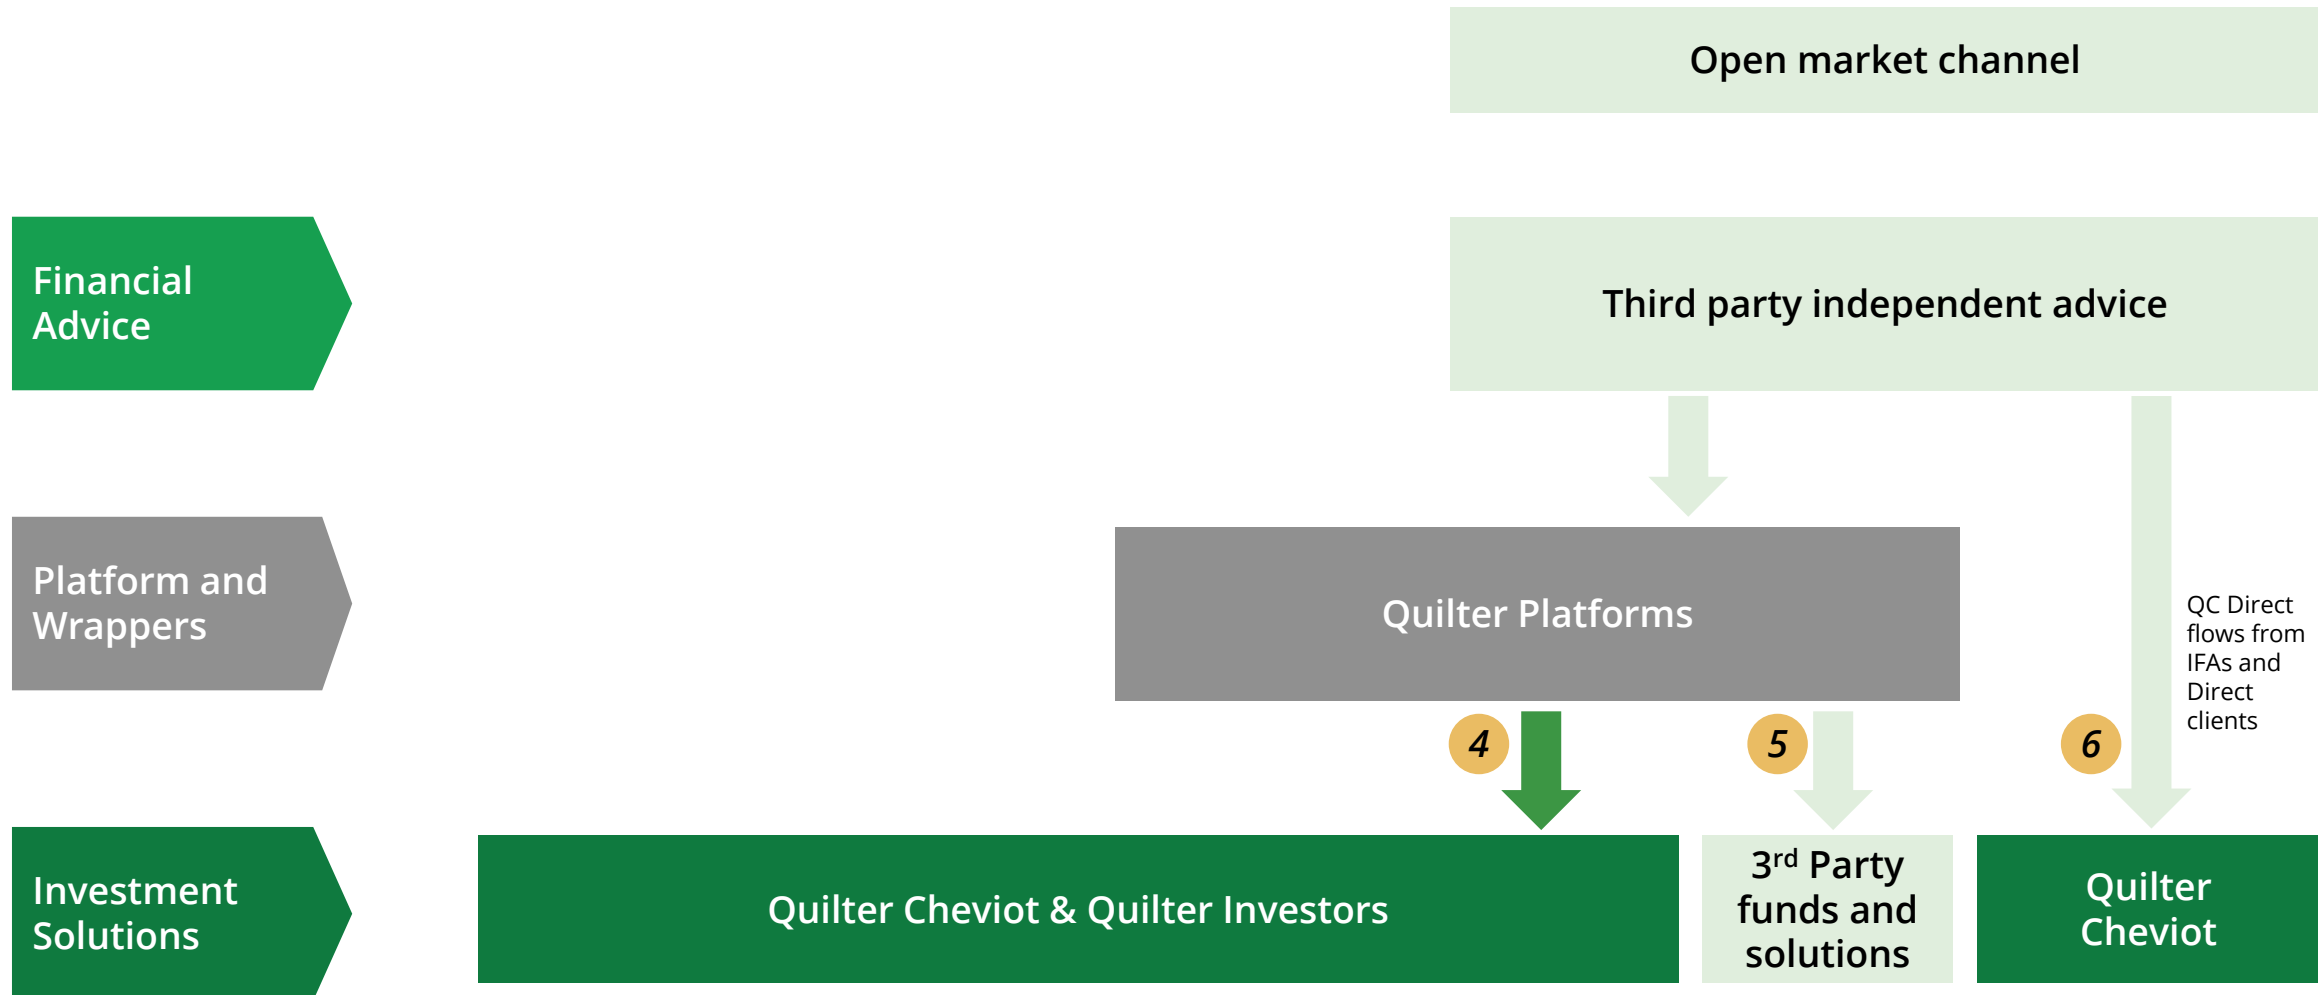 Open market channel
Financial
Advice
Third party independent advice
Platform and
Wrappers
Quilter Platforms
QC Direct
flows from
IFAs and
Direct
clients
4
5
6
Investment
Solutions
Quilter Cheviot & Quilter Investors
3rd Party
funds and
solutions
Quilter
Cheviot